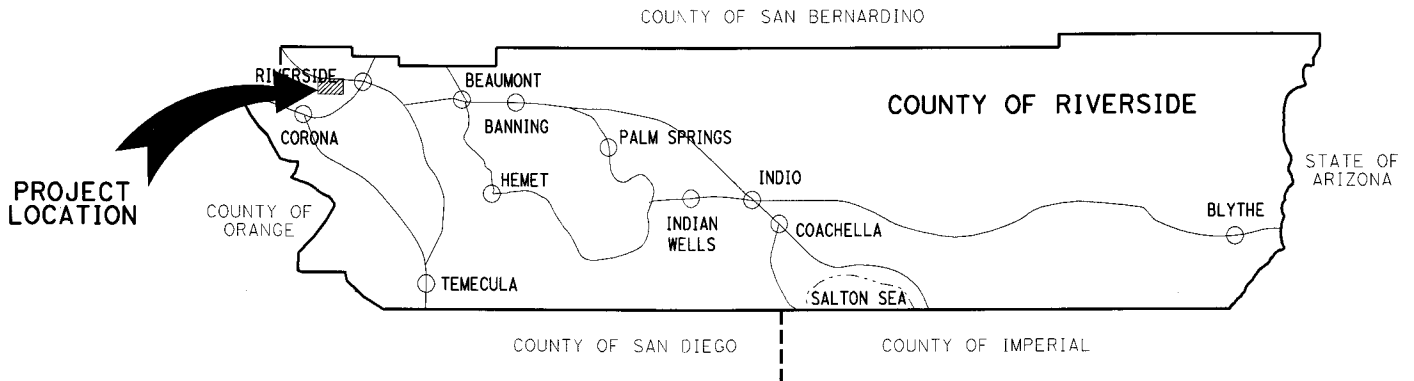 COUNTY OF SAN BERNARDINO
RIVERSIDE
BEAUMONT
COUNTY OF RIVERSIDE
CORONA
BANNING
PALM SPRINGS
STATE OF
ARIZONA
PROJECT
LOCATION
HEMET
INDIO
COUNTY OF
ORANGE
INDIAN
WELLS
COACHELLA
BLYTHE
TEMECULA
SALTON SEA
COUNTY OF SAN DIEGO
COUNTY OF IMPERIAL